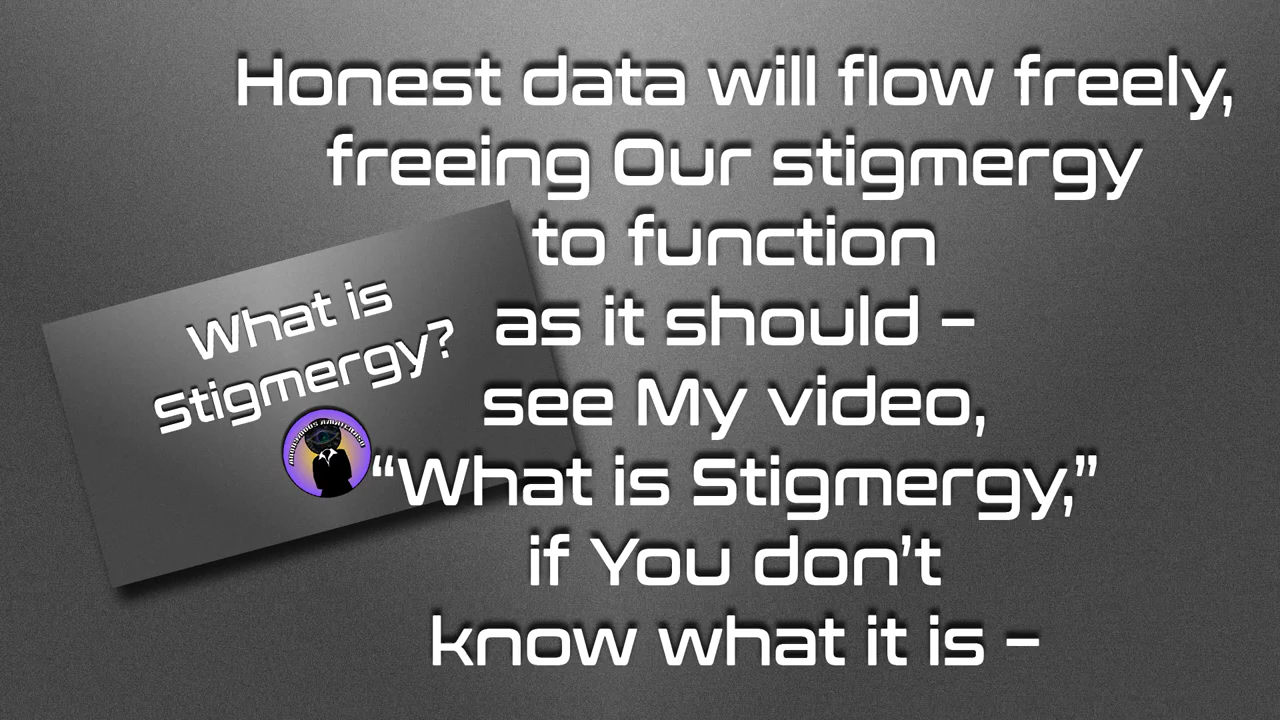 Honest data will flow freely,
freeing Our stigmergy
to function
as it should –
see My video,
“What is Stigmergy,”
if You don’t
know what it is –
What is
Stigmergy?